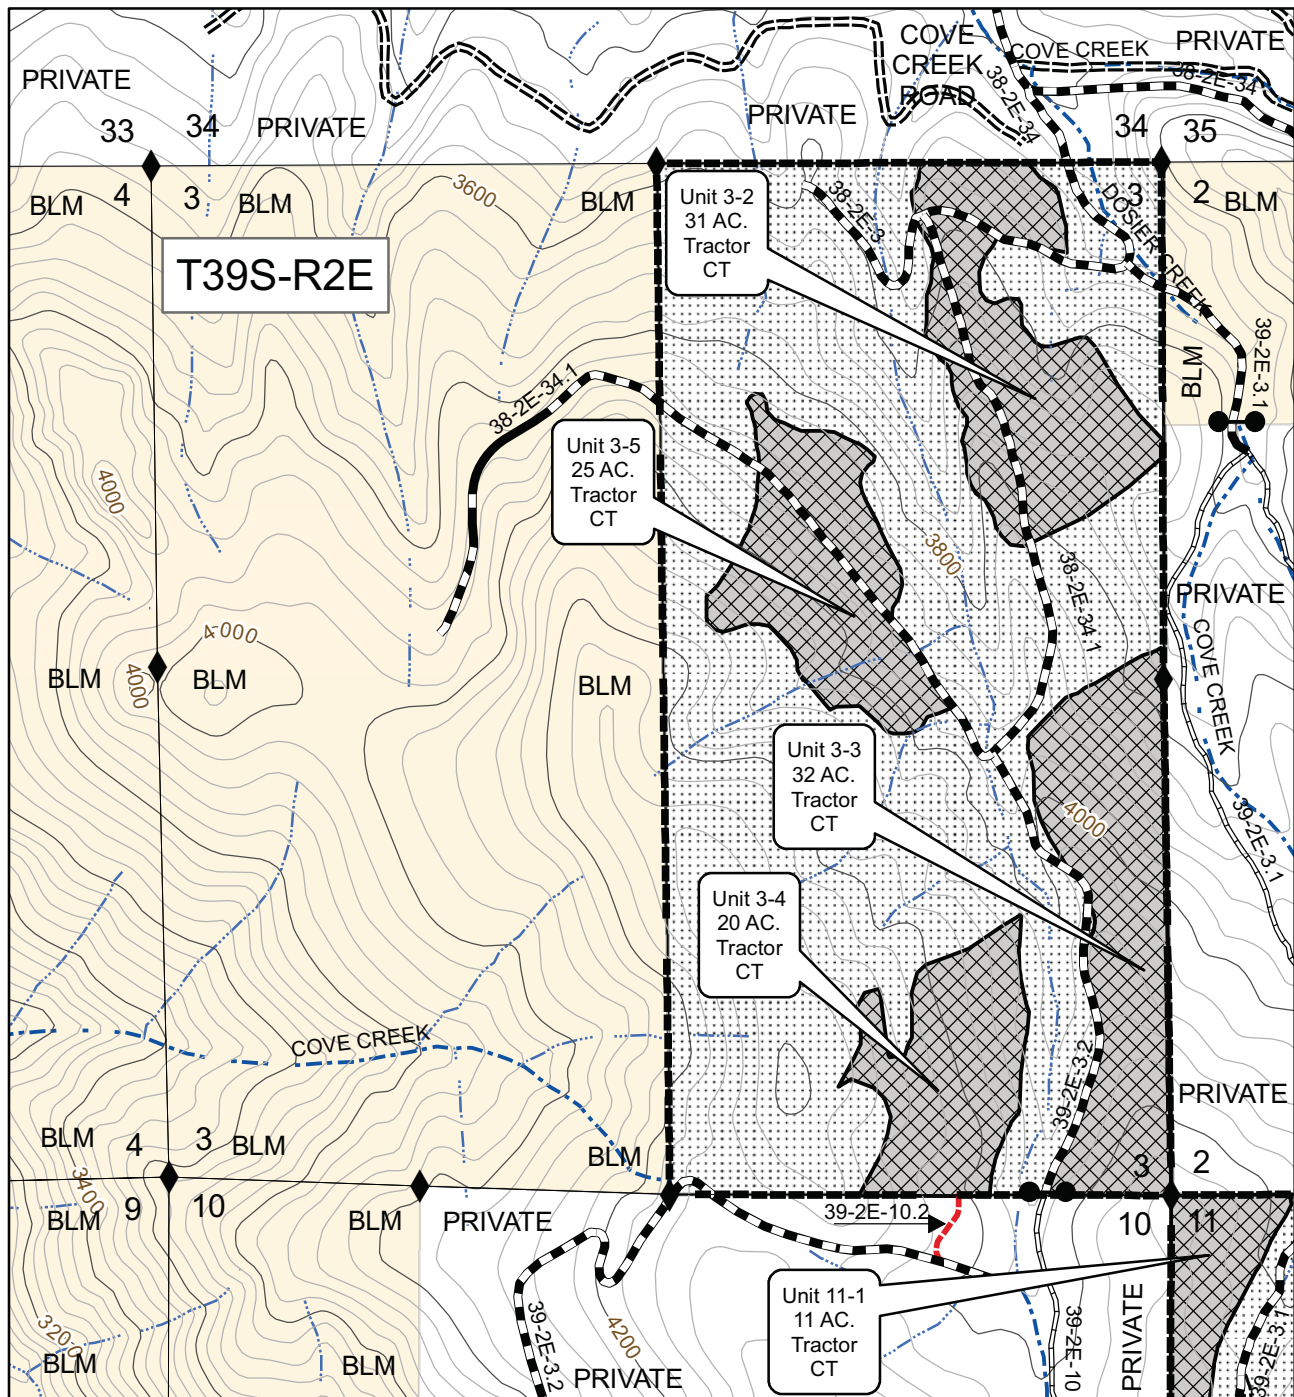 COVE
CREEK
ROAD
COVE CREEK
PRIVATE
38-2E-34
38-2E-34
PRIVATE
33
34
PRIVATE
PRIVATE
34
35
BLM
4
3
BLM
3600
BLM
Unit 3-2
31 AC.
Tractor
CT
38-2E-3
3
DOSIER CREEK
2
BLM
T39S-R2E
BLM
39-2E-3.1
38-2E-34.1
Unit 3-5
25 AC.
Tractor
CT
4000
3800
38-2E-34.1
PRIVATE
COVE CREEK
4000
BLM
4000
BLM
BLM
Unit 3-3
32 AC.
Tractor
CT
4000
39-2E-3.1
Unit 3-4
20 AC.
Tractor
CT
COVE CREEK
39-2E-3.2
PRIVATE
BLM
4
3
BLM
BLM
3
2
3400
BLM
9
10
BLM
PRIVATE
39-2E-10.2
10
11
Unit 11-1
11 AC.
Tractor
CT
3200
BLM
BLM
39-2E-3.2
4200
PRIVATE
39-2E-10
PRIVATE
39-2E-3.1